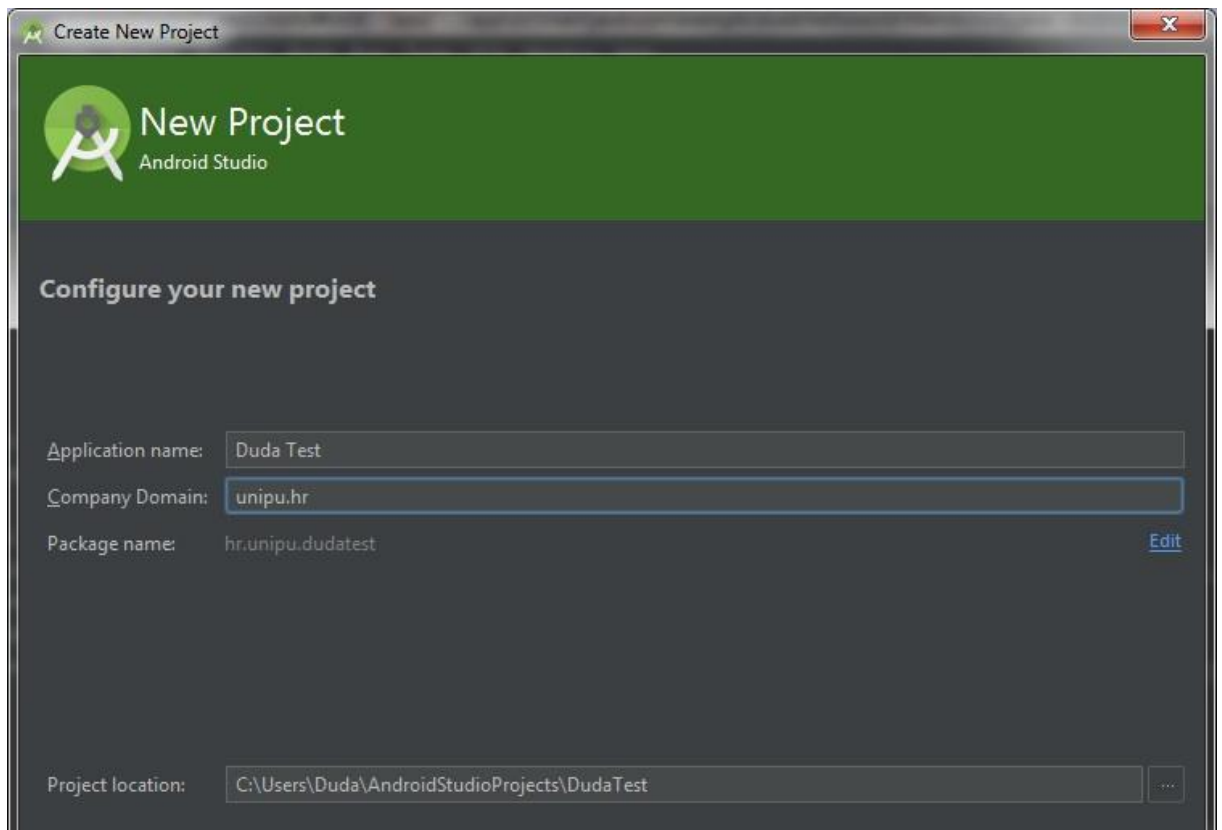 Create New Project
New Project
Android Studio
Configure your new project
Application name: Duda Test
Company Domain: unipu.hr
Package name: hr.unipu.dudatest Edit
Project location: C:\Users\Duda\AndroidStudioProjects\DudaTest ...